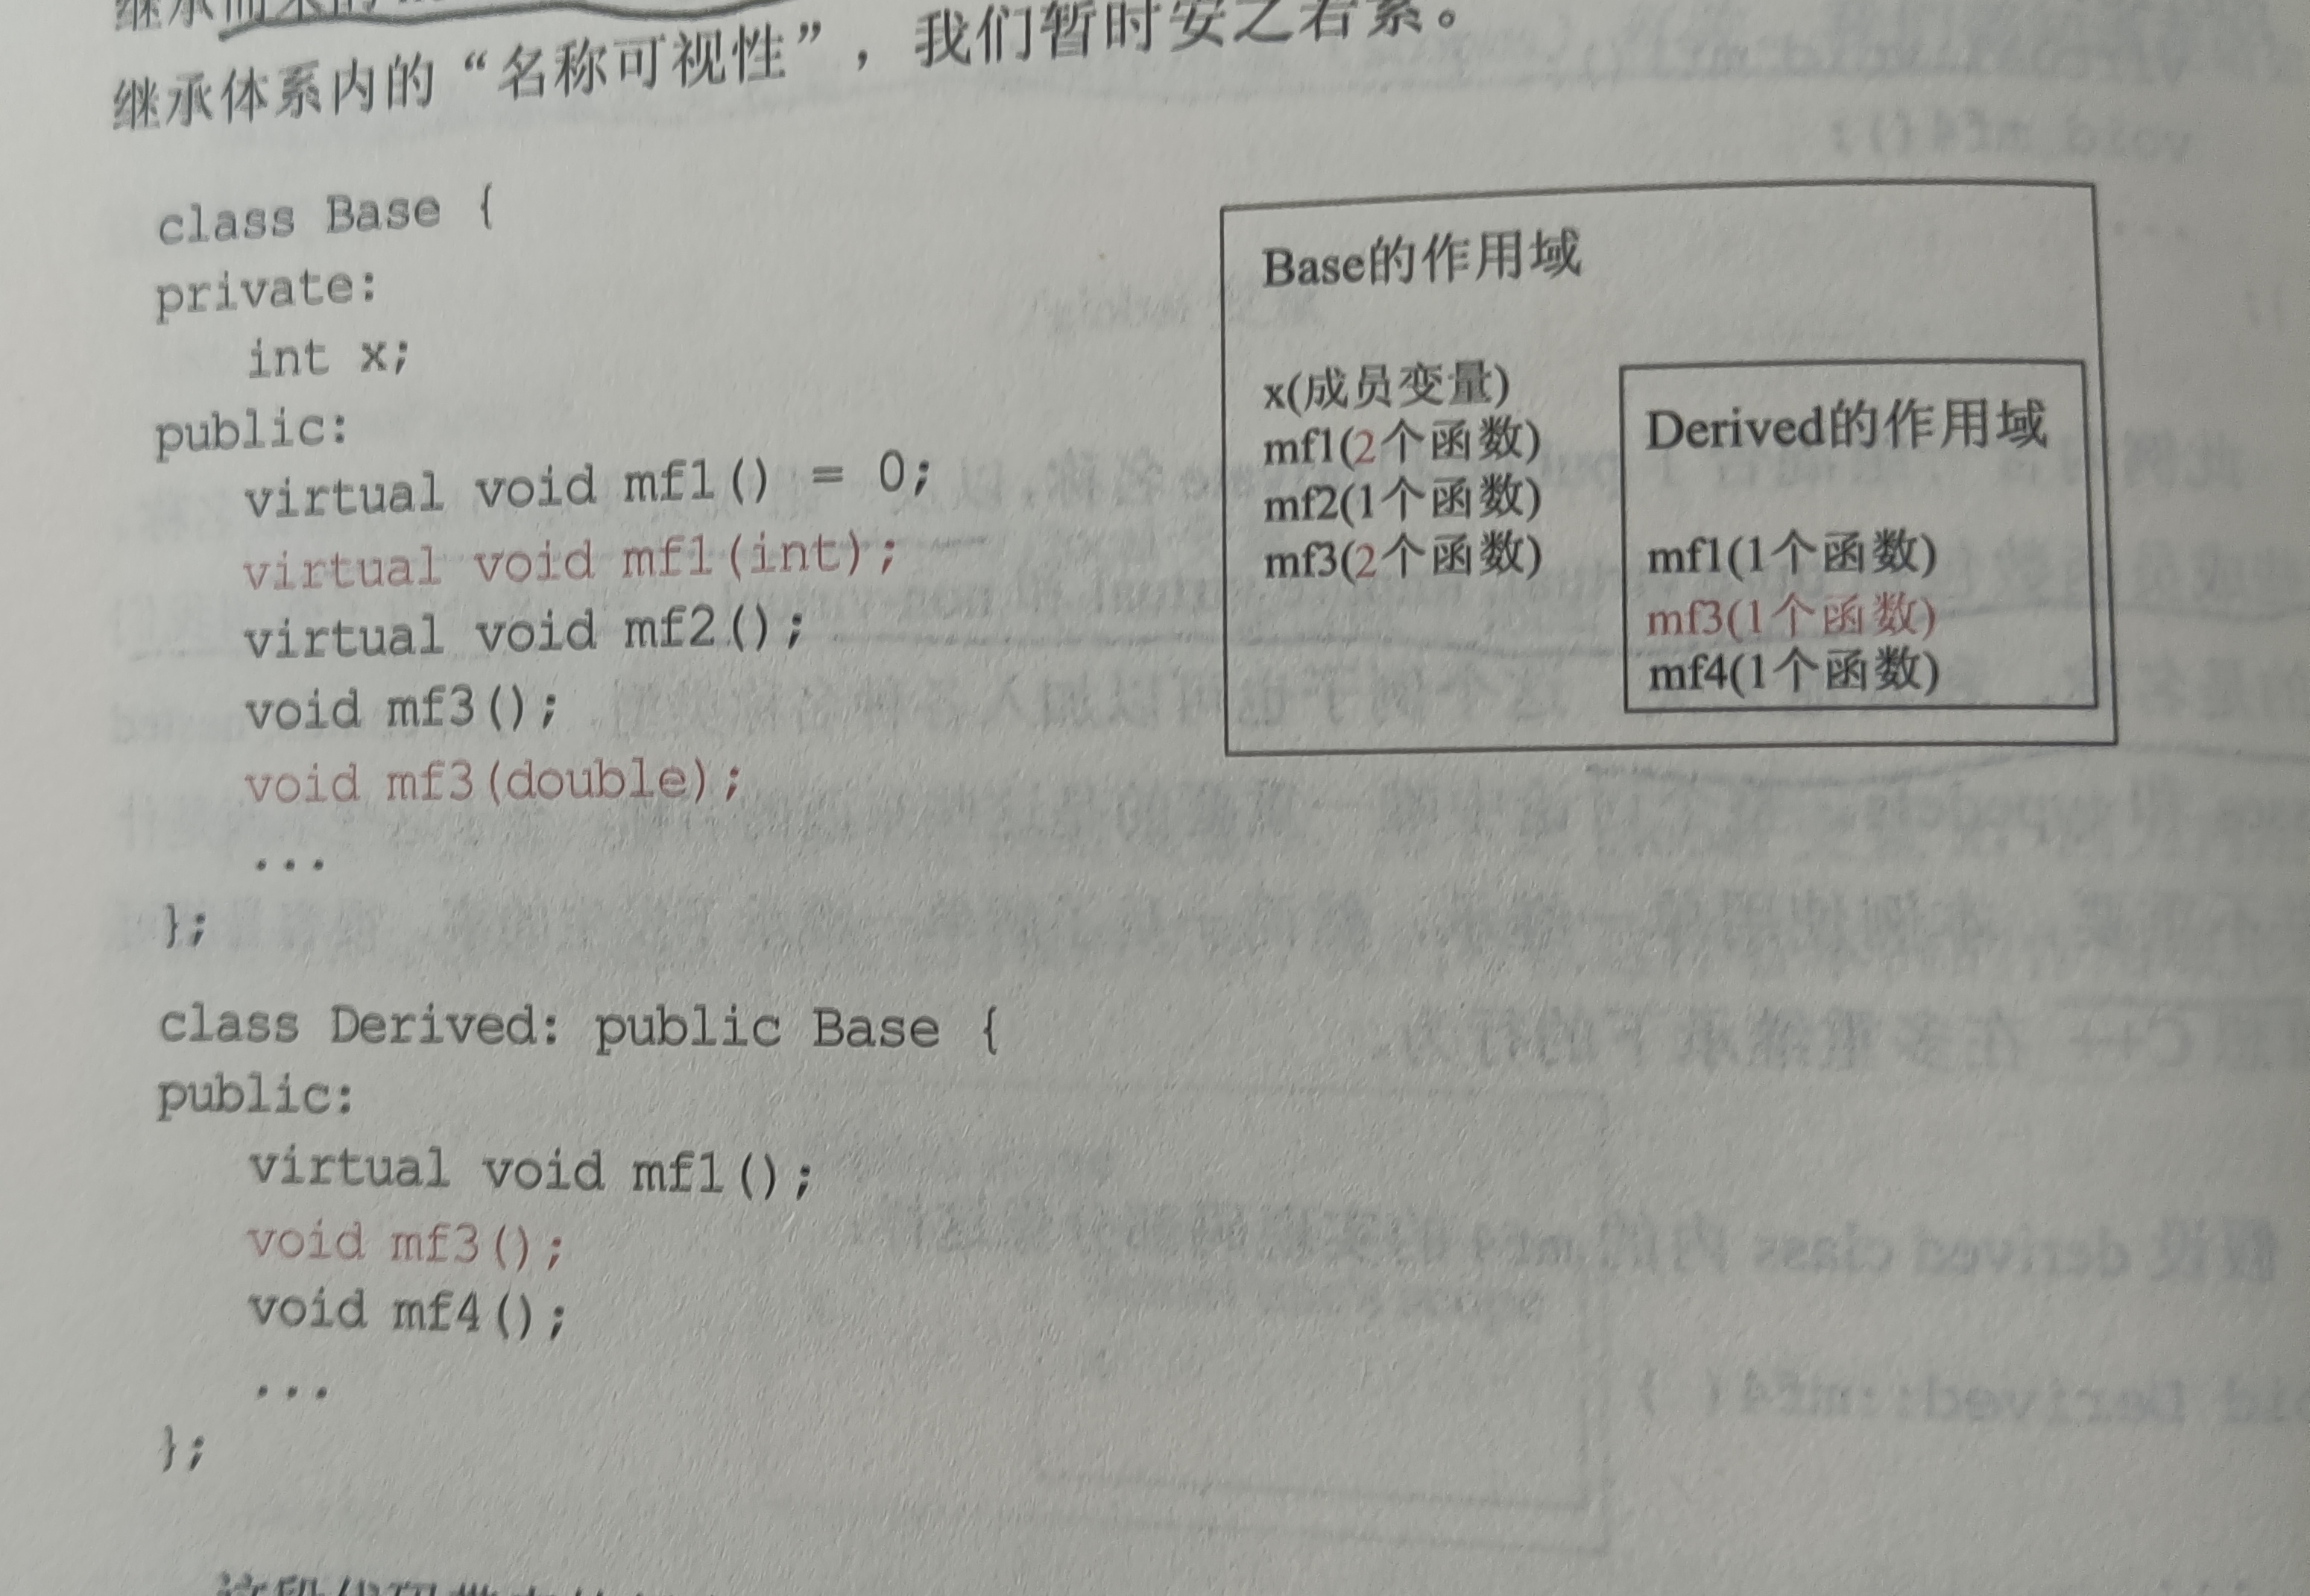 继承体系内的“名称可视性”，我们暂时安之若素。
class Base {
private:
int x;
public:
virtual void mf1() = 0;
virtual void mf1(int);
virtual void mf2();
void mf3();
void mf3(double);
...
};
Base的作用域
x(成员变量)
mf1(2个函数)
mf2(1个函数)
mf3(2个函数)
Derived的作用域
mf1(1个函数)
mf3(1个函数)
mf4(1个函数)
class Derived: public Base {
public:
virtual void mf1();
void mf3();
void mf4();
...
};